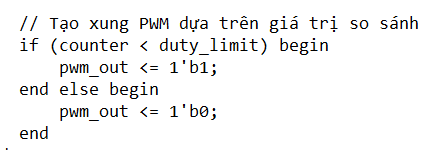 // Tạo xung PWM dựa trên giá trị so sánh
if (counter < duty_limit) begin
    pwm_out <= 1'b1;
end else begin
    pwm_out <= 1'b0;
end